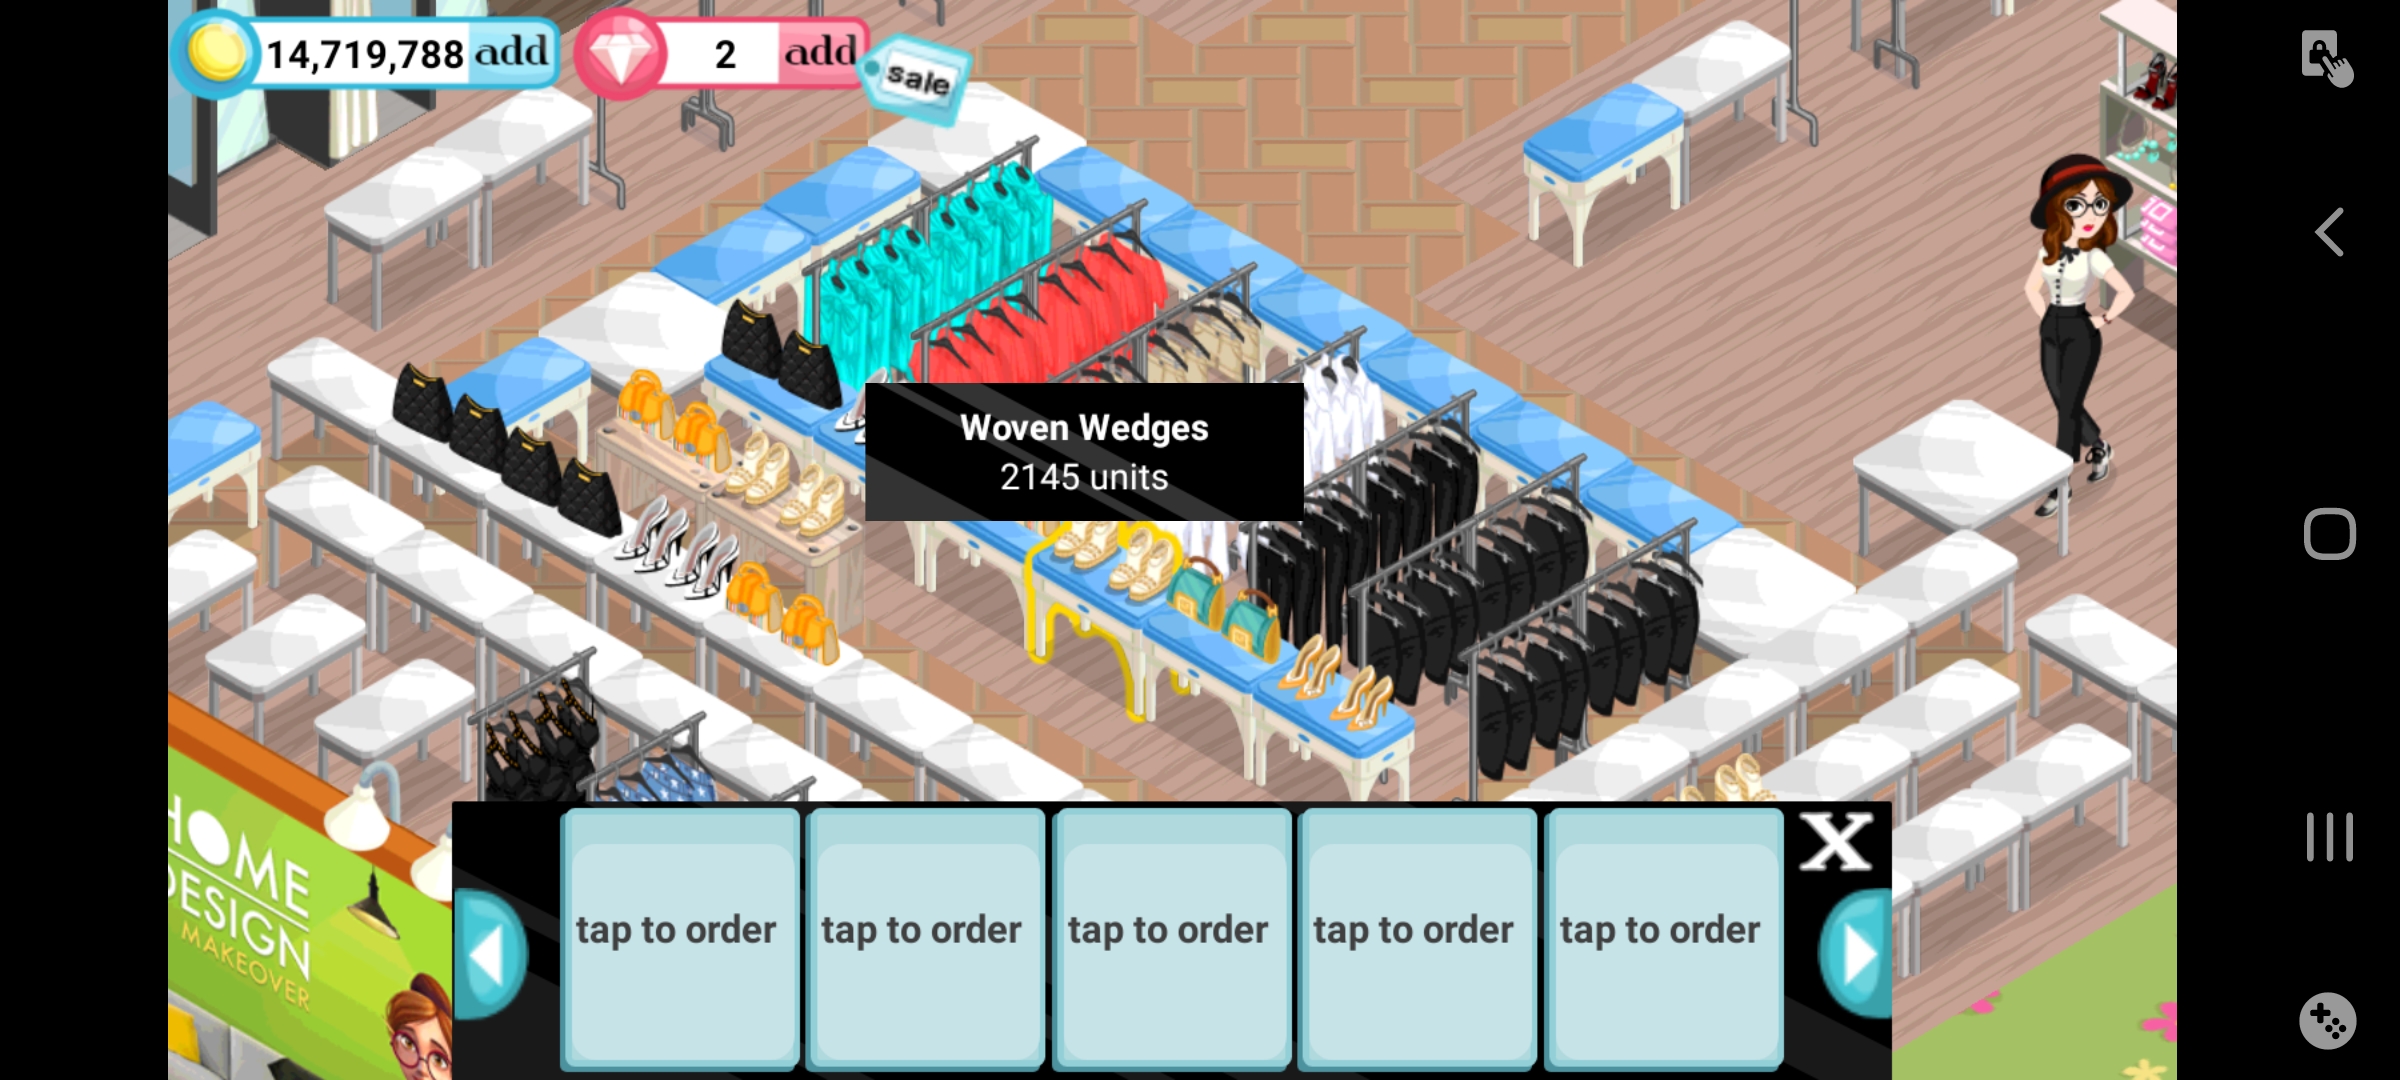 14,719,788 add
2 add
sale
Woven Wedges
2145 units
HOME
DESIGN
MAKEOVER
tap to order
tap to order
tap to order
tap to order
tap to order
X